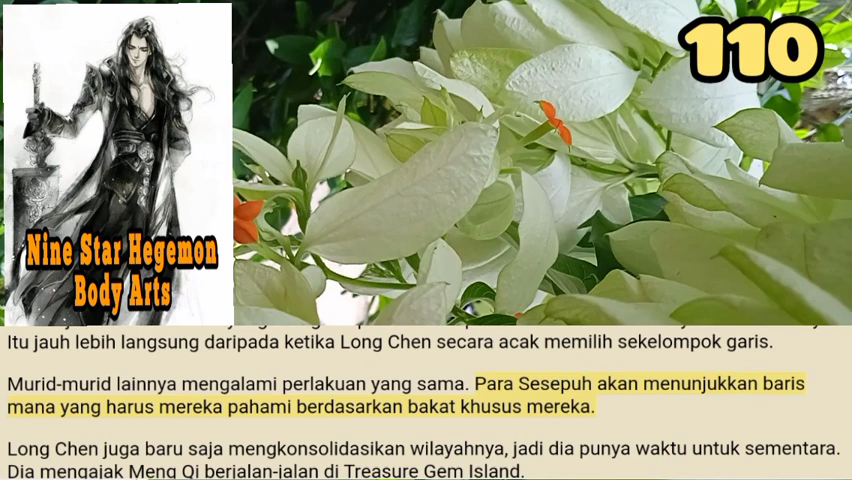 110
Nine Star Hegemon
Body Arts
Itu jauh lebih langsung daripada ketika Long Chen secara acak memilih sekelompok garis.
Murid-murid lainnya mengalami perlakuan yang sama. Para Sesepuh akan menunjukkan baris
mana yang harus mereka pahami berdasarkan bakat khusus mereka.
Long Chen juga baru saja mengkonsolidasikan wilayahnya, jadi dia punya waktu untuk sementara.
Dia mengajak Meng Qi berjalan-jalan di Treasure Gem Island.